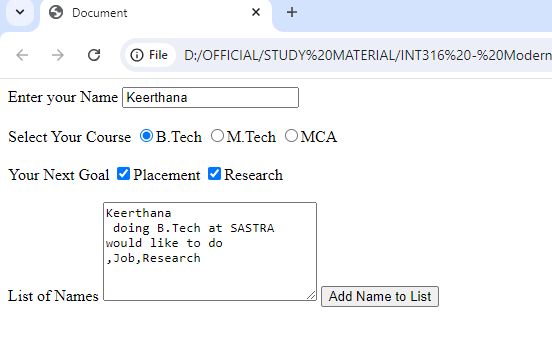 Document
File D:/OFFICIAL/STUDY%20MATERIAL/INT316%20-%20Modern
Enter your Name Keerthana
Select Your Course B.Tech M.Tech MCA
Your Next Goal Placement Research
Keerthana
doing B.Tech at SASTRA
would like to do
,Job,Research
List of Names Add Name to List